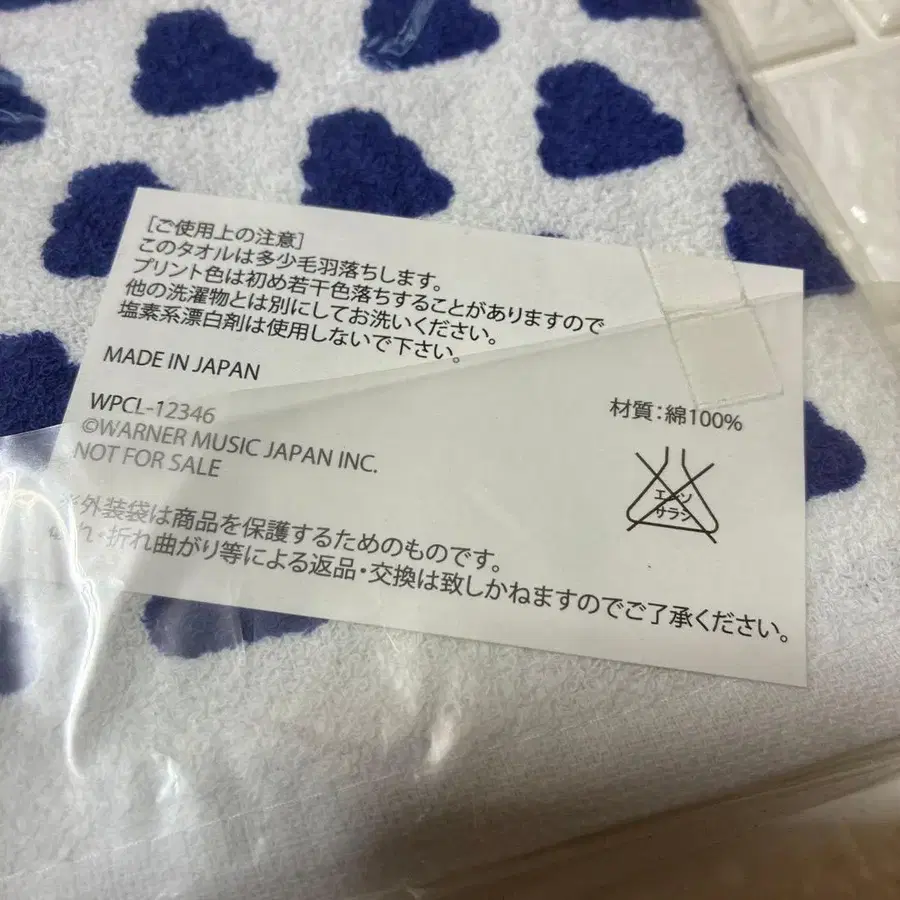 [ご使用上の注意]
このタオルは多少毛羽落ちします。
プリント色は初め若干色落ちすることがありますので
他の洗濯物とは別にしてお洗いください。
塩素系漂白剤は使用しないで下さい。
MADE IN JAPAN
WPCL-12346
©WARNER MUSIC JAPAN INC.
NOT FOR SALE
材質：綿100%
エンソ
サラシ
※外装袋は商品を保護するためのものです。
れ・折れ曲がり等による返品・交換は致しかねますのでご了承ください。